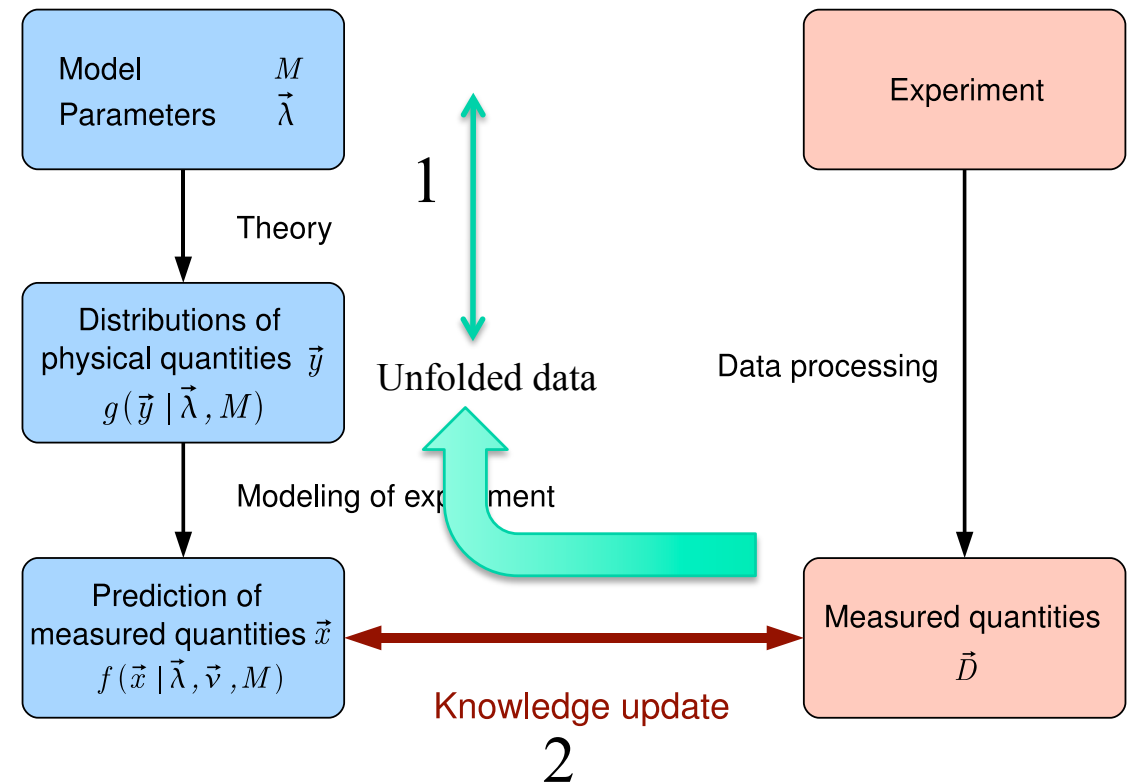 Model M
Parameters λ⃗
Theory
Distributions of
physical quantities y⃗
g(y⃗ | λ⃗, M)
Modeling of experiment
Prediction of
measured quantities x⃗
f(x⃗ | λ⃗, ν⃗, M)
1
Unfolded data
Knowledge update
2
Experiment
Data processing
Measured quantities
D⃗